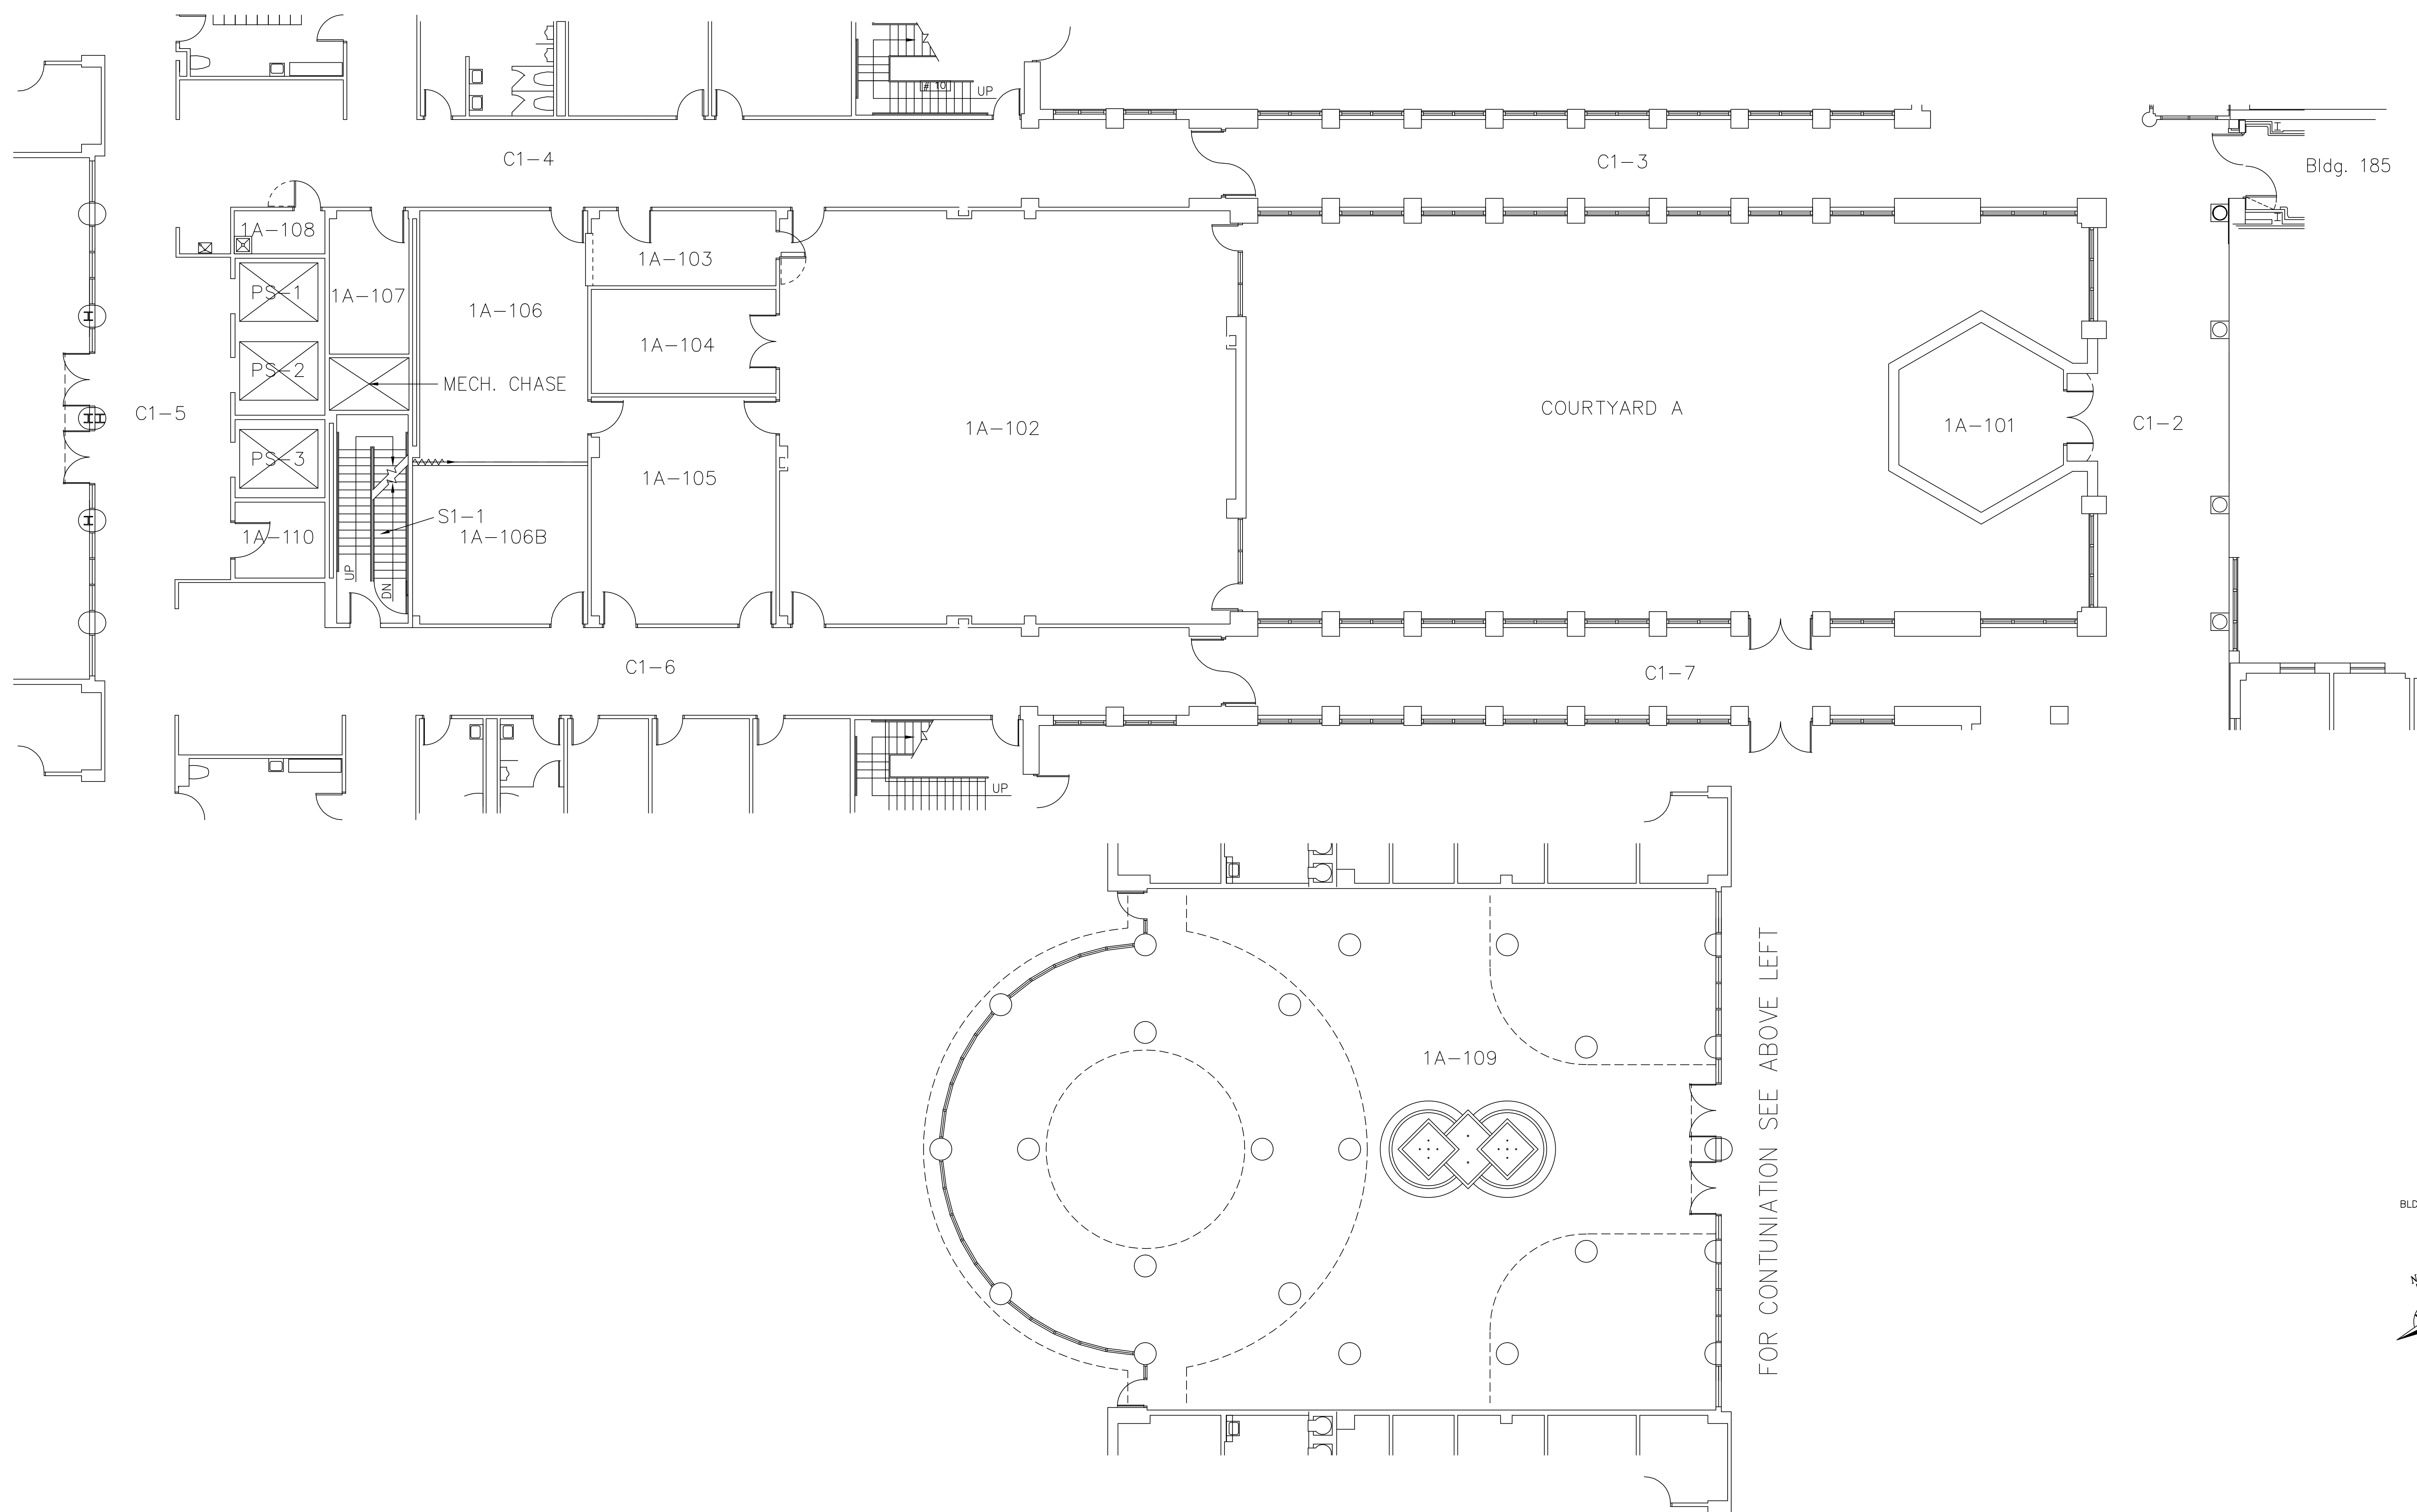 # 10
UP
C1-4
C1-3
Bldg. 185
1A-108
1A-103
PS-1
1A-107
1A-106
1A-104
PS-2
MECH. CHASE
C1-5
COURTYARD A
1A-101
C1-2
1A-102
PS-3
1A-105
S1-1
1A-110
1A-106B
UP
DN
C1-6
C1-7
UP
1A-109
FOR CONTUNIATION SEE ABOVE LEFT
BLD
N